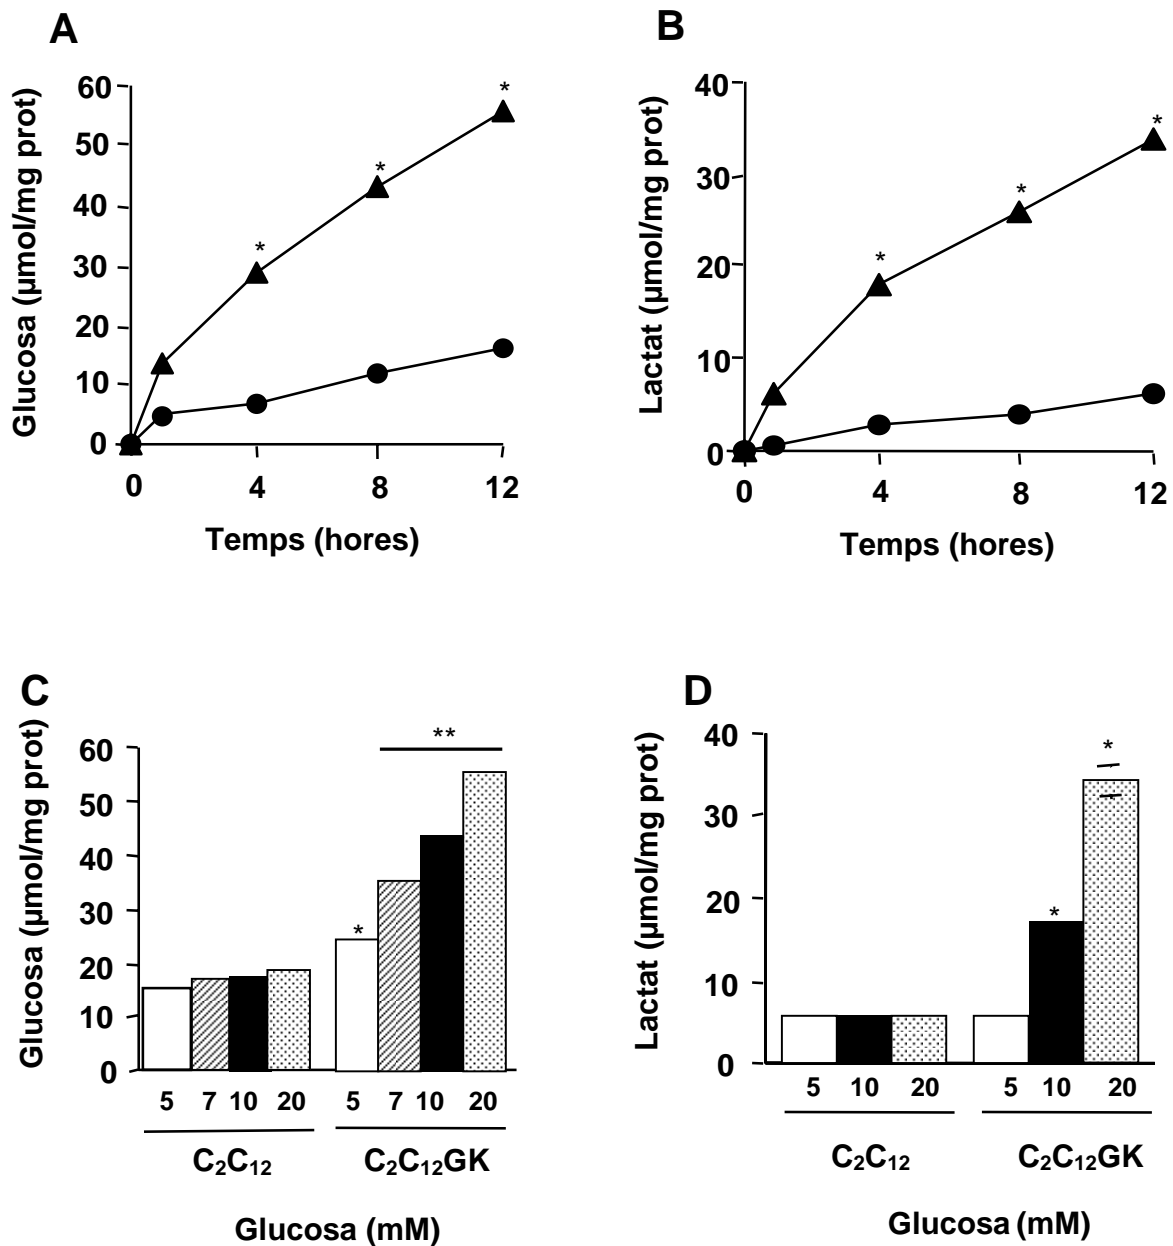 A
Glucosa (µmol/mg prot)
60
50
40
30
20
10
0
* * *
0 4 8 12
Temps (hores)
B
Lactat (µmol/mg prot)
40
30
20
10
0
* * *
0 4 8 12
Temps (hores)
C
Glucosa (µmol/mg prot)
60
50
40
30
20
10
0
**
*
5 7 10 20 5 7 10 20
C₂C₁₂ C₂C₁₂GK
Glucosa (mM)
D
Lactat (µmol/mg prot)
40
30
20
10
0
*
*
5 10 20 5 10 20
C₂C₁₂ C₂C₁₂GK
Glucosa (mM)